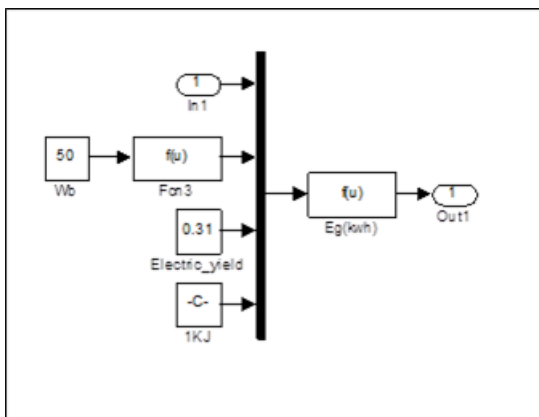 1
In1
50
Wb
f(u)
Fcn3
0.31
Electric_yield
-C-
1KJ
f(u)
Eg(kwh)
1
Out1